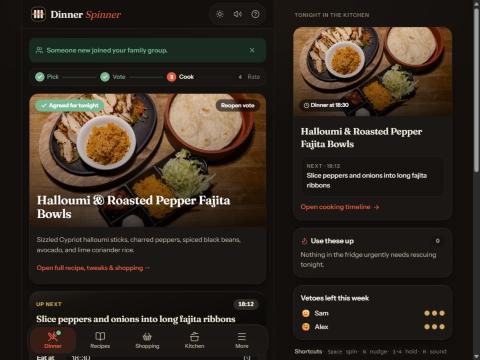 Dinner Spinner
Someone new joined your family group.
Pick
Vote
3 Cook
4 Rate
Agreed for tonight
Reopen vote
Halloumi & Roasted Pepper Fajita
Bowls
Sizzled Cypriot halloumi sticks, charred peppers, spiced black beans,
avocado, and lime coriander rice.
Open full recipe, tweaks & shopping →
UP NEXT
18:12
Slice peppers and onions into long fajita ribbons
Eat at
18:30
Dinner
Recipes
Shopping
Kitchen
More
TONIGHT IN THE KITCHEN
Dinner at 18:30
Halloumi & Roasted Pepper
Fajita Bowls
NEXT · 18:12
Slice peppers and onions into long fajita
ribbons
Open cooking timeline →
Use these up
0
Nothing in the fridge urgently needs rescuing
tonight.
Vetoes left this week
Sam
Alex
Shortcuts · Space spin · N nudge · 1-4 hold · M sound